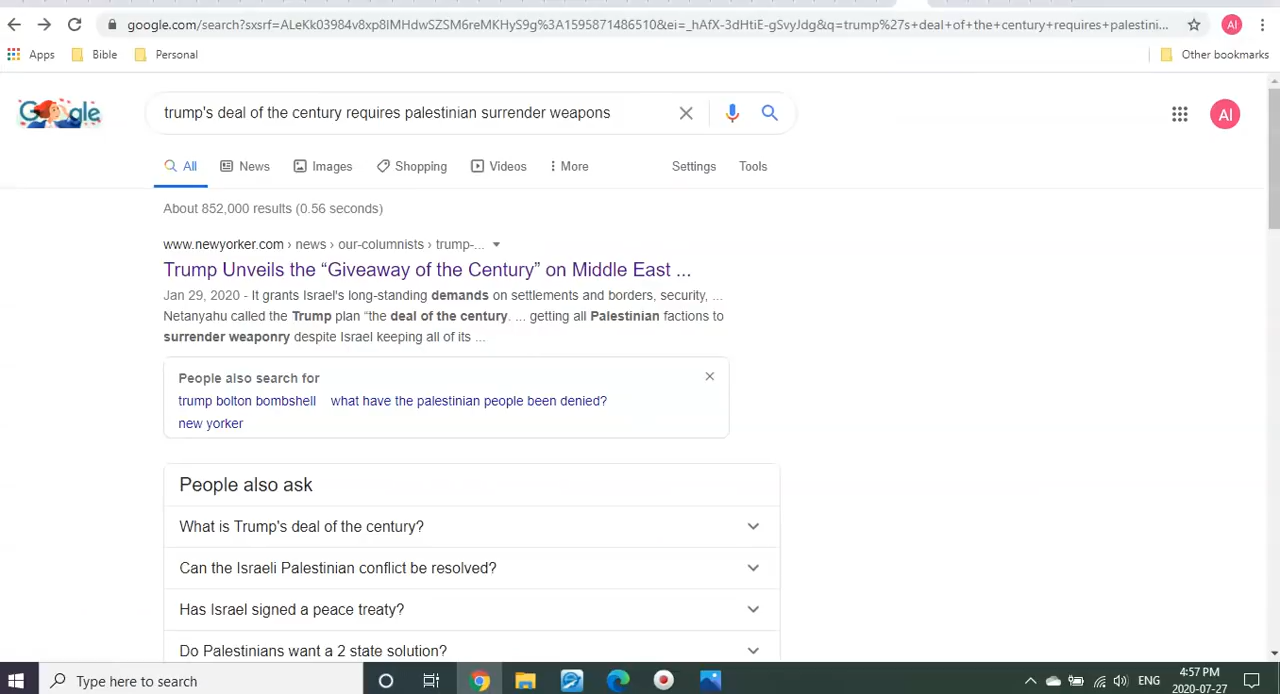 google.com/search?sxsrf=ALeKk03984v8xp8IMHdwSZSM6reMKHyS9g%3A1595871486510&ei=_hAfX-3dHtiE-gSvyJdg&q=trump%27s+deal+of+the+century+requires+palestini...
AI
Apps
Bible
Personal
Other bookmarks
Google
trump's deal of the century requires palestinian surrender weapons
AI
All
News
Images
Shopping
Videos
More
Settings
Tools
About 852,000 results (0.56 seconds)
www.newyorker.com › news › our-columnists › trump-...
Trump Unveils the “Giveaway of the Century” on Middle East ...
Jan 29, 2020 - It grants Israel's long-standing demands on settlements and borders, security, ...
Netanyahu called the Trump plan “the deal of the century. ... getting all Palestinian factions to
surrender weaponry despite Israel keeping all of its ...
People also search for
trump bolton bombshell what have the palestinian people been denied?
new yorker
People also ask
What is Trump's deal of the century?
Can the Israeli Palestinian conflict be resolved?
Has Israel signed a peace treaty?
Do Palestinians want a 2 state solution?
Type here to search
ENG
4:57 PM
2020-07-27